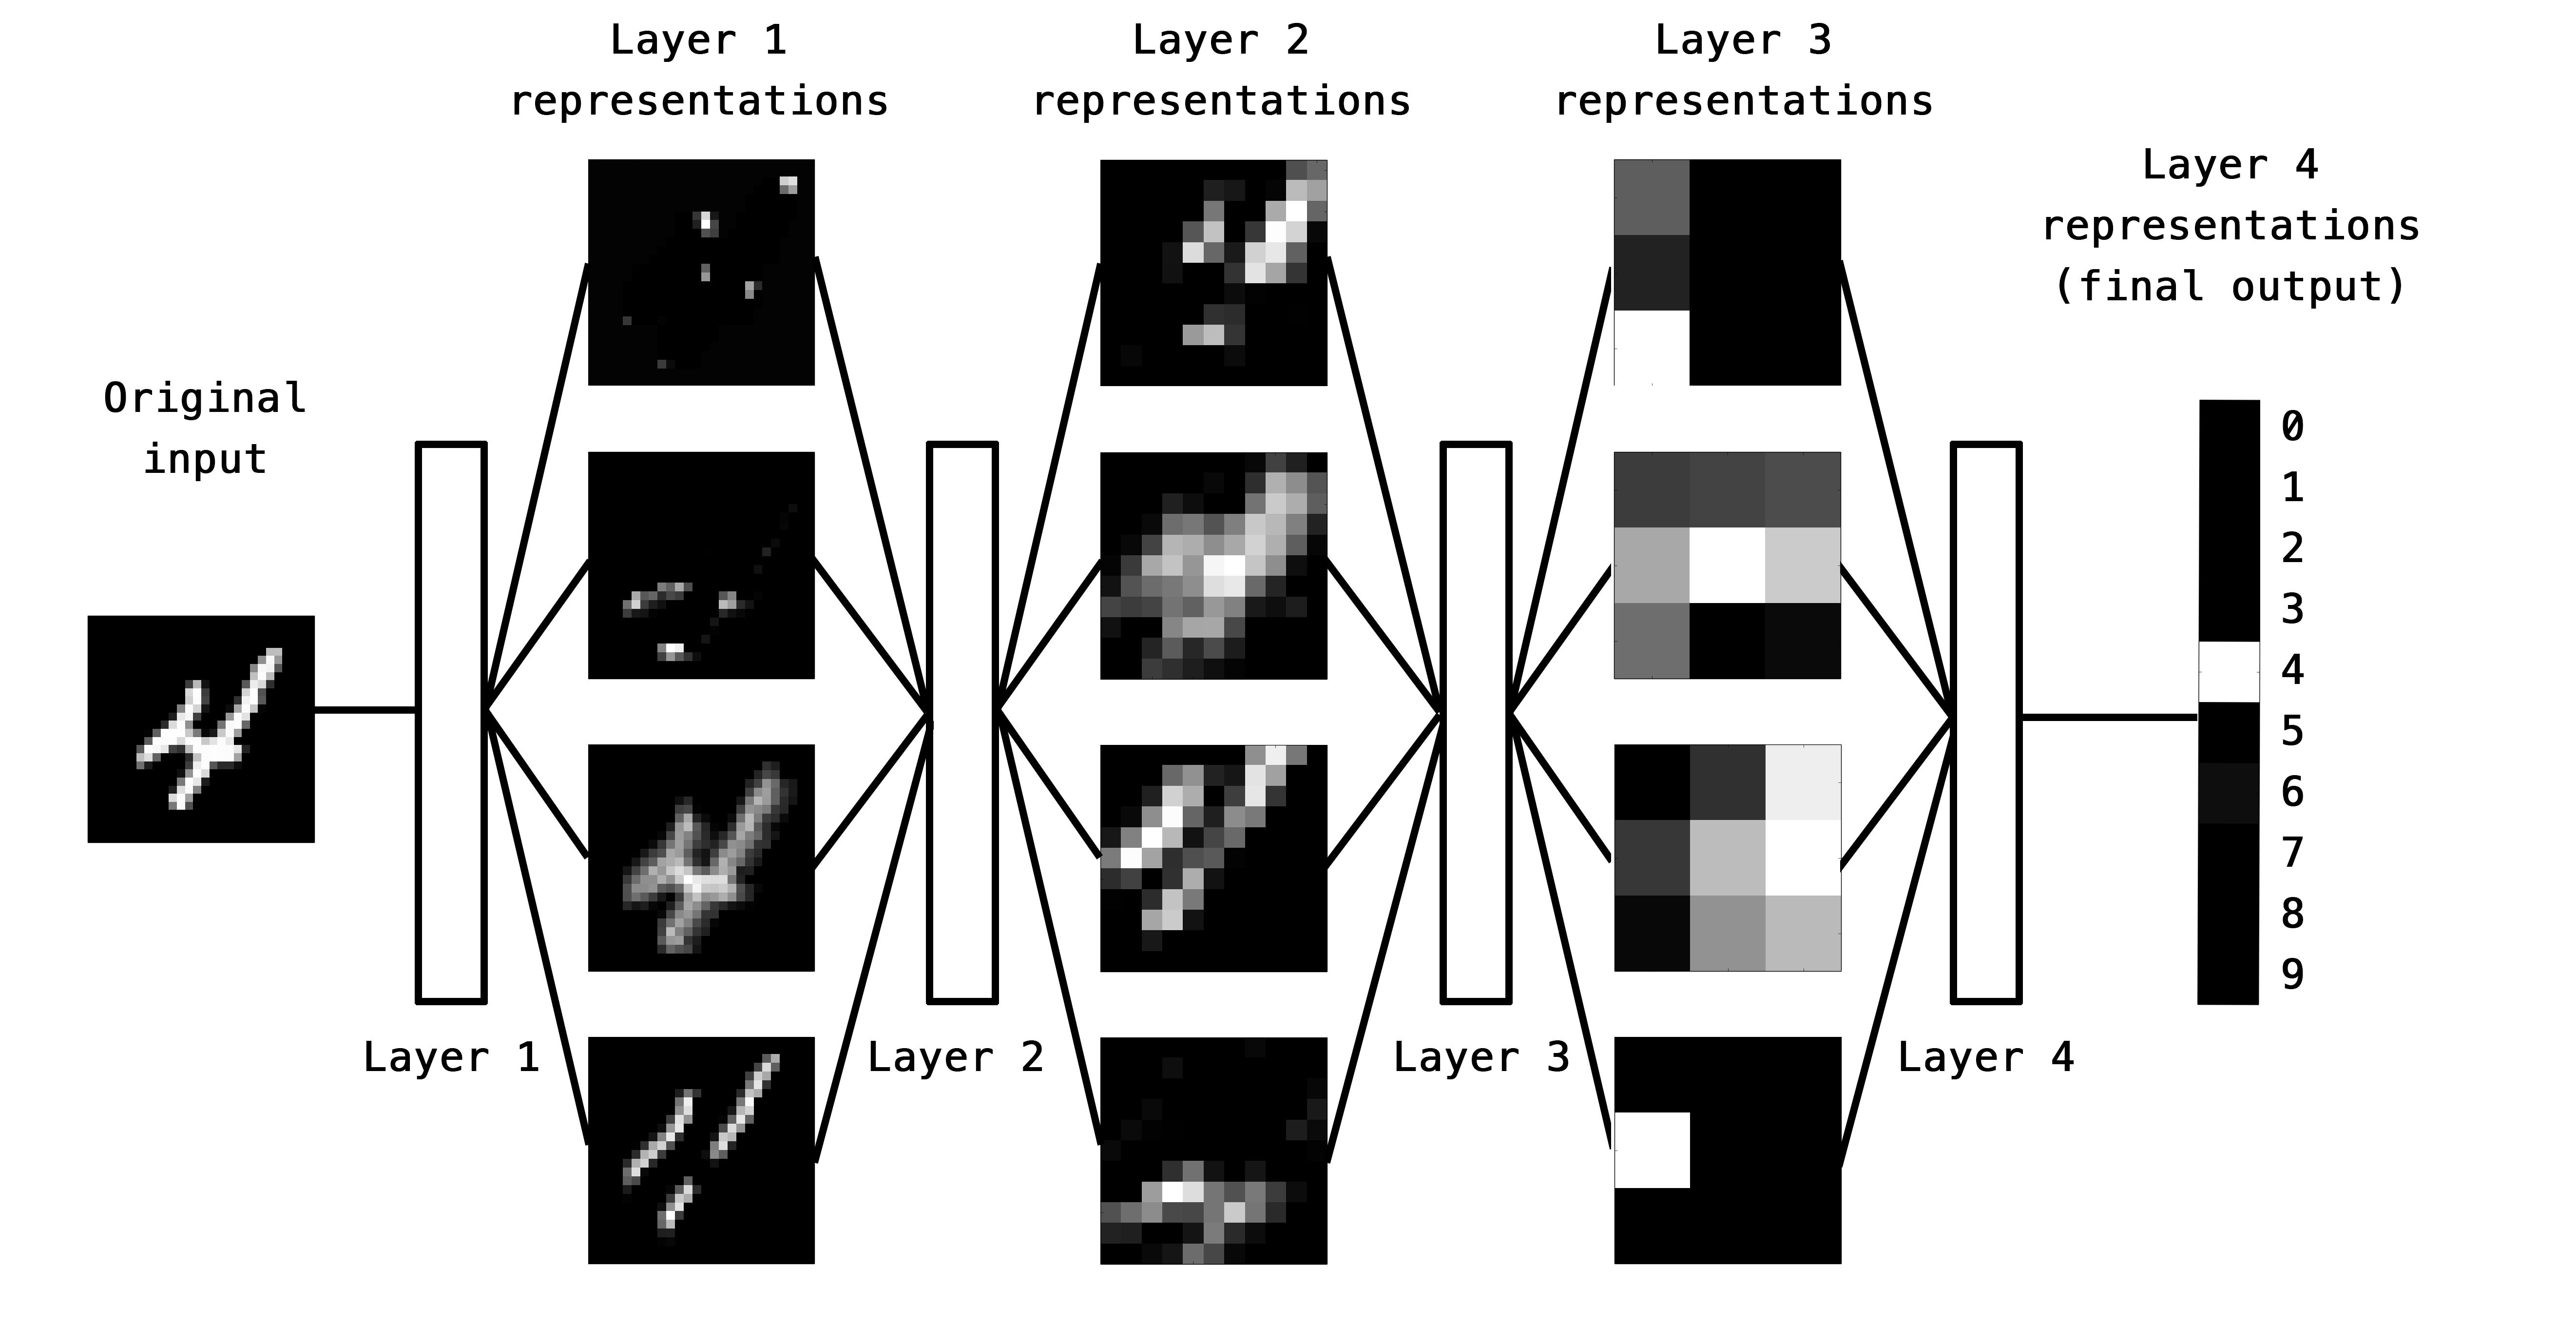 Layer 1
representations
Layer 2
representations
Layer 3
representations
Layer 4
representations
(final output)
Original
input
0
1
2
3
4
5
6
7
8
9
Layer 1
Layer 2
Layer 3
Layer 4